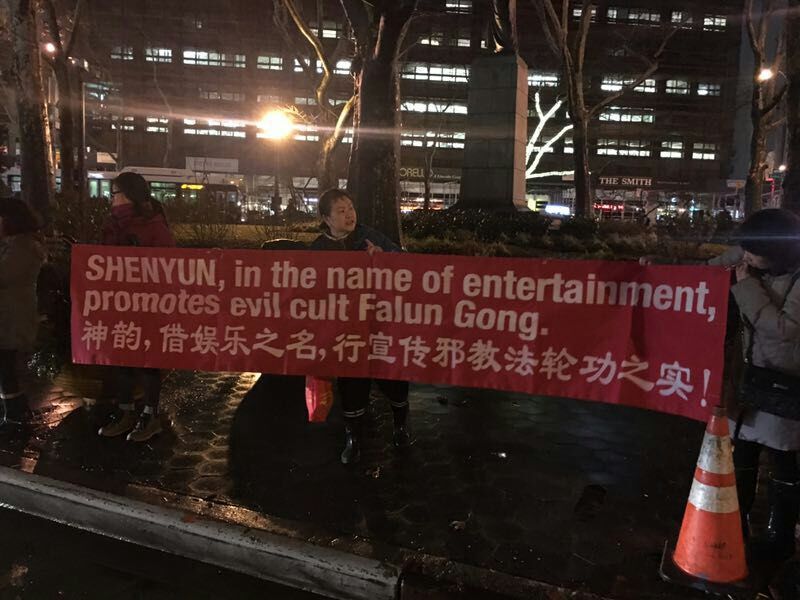 THE SMITH
SHENYUN, in the name of entertainment,
promotes evil cult Falun Gong.
神韵，借娱乐之名，行宣传邪教法轮功之实！